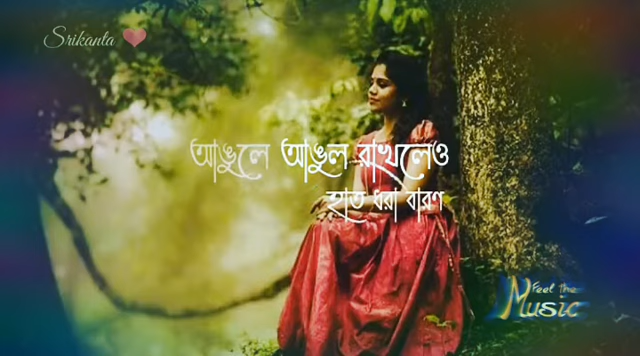 Srikanta
আঙুলে আঙুল রাখলেও
হাত ধরা বারণ
Feel The
Music